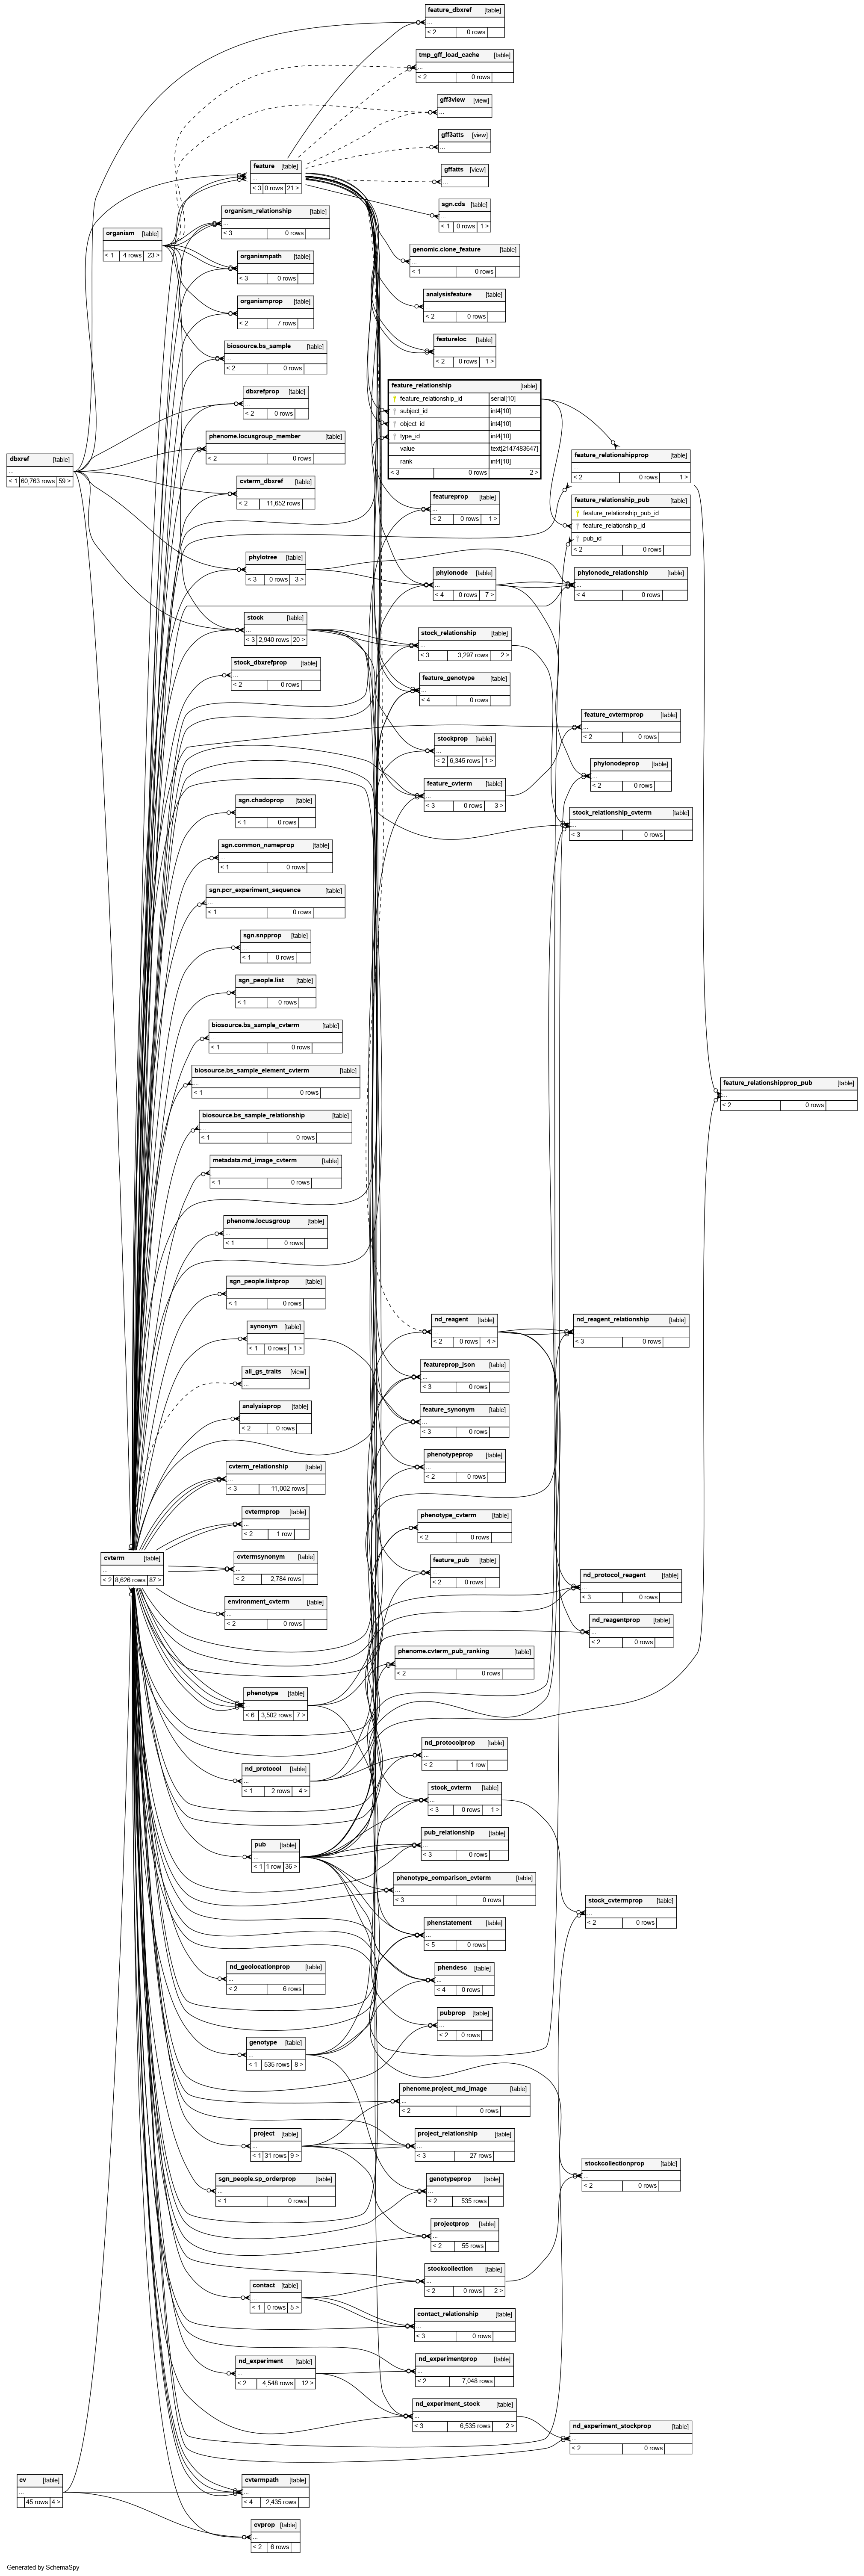 feature_dbxref [table]
...
< 2 0 rows
tmp_gff_load_cache [table]
...
< 2 0 rows
gff3view [view]
...
gff3atts [view]
...
feature [table]
...
< 3 0 rows 21 >
gffatts [view]
...
sgn.cds [table]
...
< 1 0 rows 1 >
organism_relationship [table]
...
< 3 0 rows
organism [table]
...
< 1 4 rows 23 >
genomic.clone_feature [table]
...
< 1 0 rows
organismpath [table]
...
< 3 0 rows
analysisfeature [table]
...
< 2 0 rows
organismprop [table]
...
< 2 7 rows
featureloc [table]
...
< 2 0 rows 1 >
biosource.bs_sample [table]
...
< 2 0 rows
feature_relationship [table]
feature_relationship_id serial[10]
subject_id int4[10]
object_id int4[10]
type_id int4[10]
value text[2147483647]
rank int4[10]
< 3 0 rows 2 >
dbxrefprop [table]
...
< 2 0 rows
phenome.locusgroup_member [table]
...
< 2 0 rows
dbxref [table]
...
< 1 60,763 rows 59 >
feature_relationshipprop [table]
...
< 2 0 rows 1 >
cvterm_dbxref [table]
...
< 2 11,652 rows
featureprop [table]
...
< 2 0 rows 1 >
feature_relationship_pub [table]
feature_relationship_pub_id
feature_relationship_id
pub_id
< 2 0 rows
phylotree [table]
...
< 3 0 rows 3 >
phylonode [table]
...
< 4 0 rows 7 >
phylonode_relationship [table]
...
< 4 0 rows
stock [table]
...
< 3 2,940 rows 20 >
stock_relationship [table]
...
< 3 3,297 rows 2 >
stock_dbxrefprop [table]
...
< 2 0 rows
feature_genotype [table]
...
< 4 0 rows
feature_cvtermprop [table]
...
< 2 0 rows
stockprop [table]
...
< 2 6,345 rows 1 >
phylonodeprop [table]
...
< 2 0 rows
feature_cvterm [table]
...
< 3 0 rows 3 >
sgn.chadoprop [table]
...
< 1 0 rows
stock_relationship_cvterm [table]
...
< 3 0 rows
sgn.common_nameprop [table]
...
< 1 0 rows
sgn.pcr_experiment_sequence [table]
...
< 1 0 rows
sgn.snpprop [table]
...
< 1 0 rows
sgn_people.list [table]
...
< 1 0 rows
biosource.bs_sample_cvterm [table]
...
< 1 0 rows
biosource.bs_sample_element_cvterm [table]
...
< 1 0 rows
feature_relationshipprop_pub [table]
...
< 2 0 rows
biosource.bs_sample_relationship [table]
...
< 1 0 rows
metadata.md_image_cvterm [table]
...
< 1 0 rows
phenome.locusgroup [table]
...
< 1 0 rows
sgn_people.listprop [table]
...
< 1 0 rows
synonym [table]
...
< 1 0 rows 1 >
nd_reagent [table]
...
< 2 0 rows 4 >
nd_reagent_relationship [table]
...
< 3 0 rows
all_gs_traits [view]
...
featureprop_json [table]
...
< 3 0 rows
analysisprop [table]
...
< 2 0 rows
feature_synonym [table]
...
< 3 0 rows
cvterm_relationship [table]
...
< 3 11,002 rows
phenotypeprop [table]
...
< 2 0 rows
cvtermprop [table]
...
< 2 1 row
phenotype_cvterm [table]
...
< 2 0 rows
cvterm [table]
...
< 2 8,626 rows 87 >
cvtermsynonym [table]
...
< 2 2,784 rows
feature_pub [table]
...
< 2 0 rows
nd_protocol_reagent [table]
...
< 3 0 rows
environment_cvterm [table]
...
< 2 0 rows
nd_reagentprop [table]
...
< 2 0 rows
phenome.cvterm_pub_ranking [table]
...
< 2 0 rows
phenotype [table]
...
< 6 3,502 rows 7 >
nd_protocolprop [table]
...
< 2 1 row
nd_protocol [table]
...
< 1 2 rows 4 >
stock_cvterm [table]
...
< 3 0 rows 1 >
pub [table]
...
< 1 1 row 36 >
pub_relationship [table]
...
< 3 0 rows
phenotype_comparison_cvterm [table]
...
< 3 0 rows
stock_cvtermprop [table]
...
< 2 0 rows
phenstatement [table]
...
< 5 0 rows
nd_geolocationprop [table]
...
< 2 6 rows
phendesc [table]
...
< 4 0 rows
pubprop [table]
...
< 2 0 rows
genotype [table]
...
< 1 535 rows 8 >
phenome.project_md_image [table]
...
< 2 0 rows
project [table]
...
< 1 31 rows 9 >
project_relationship [table]
...
< 3 27 rows
stockcollectionprop [table]
...
< 2 0 rows
sgn_people.sp_orderprop [table]
...
< 1 0 rows
genotypeprop [table]
...
< 2 535 rows
projectprop [table]
...
< 2 55 rows
stockcollection [table]
...
< 2 0 rows 2 >
contact [table]
...
< 1 0 rows 5 >
contact_relationship [table]
...
< 3 0 rows
nd_experiment [table]
...
< 2 4,548 rows 12 >
nd_experimentprop [table]
...
< 2 7,048 rows
nd_experiment_stock [table]
...
< 3 6,535 rows 2 >
nd_experiment_stockprop [table]
...
< 2 0 rows
cv [table]
...
45 rows 4 >
cvtermpath [table]
...
< 4 2,435 rows
cvprop [table]
...
< 2 6 rows
Generated by SchemaSpy